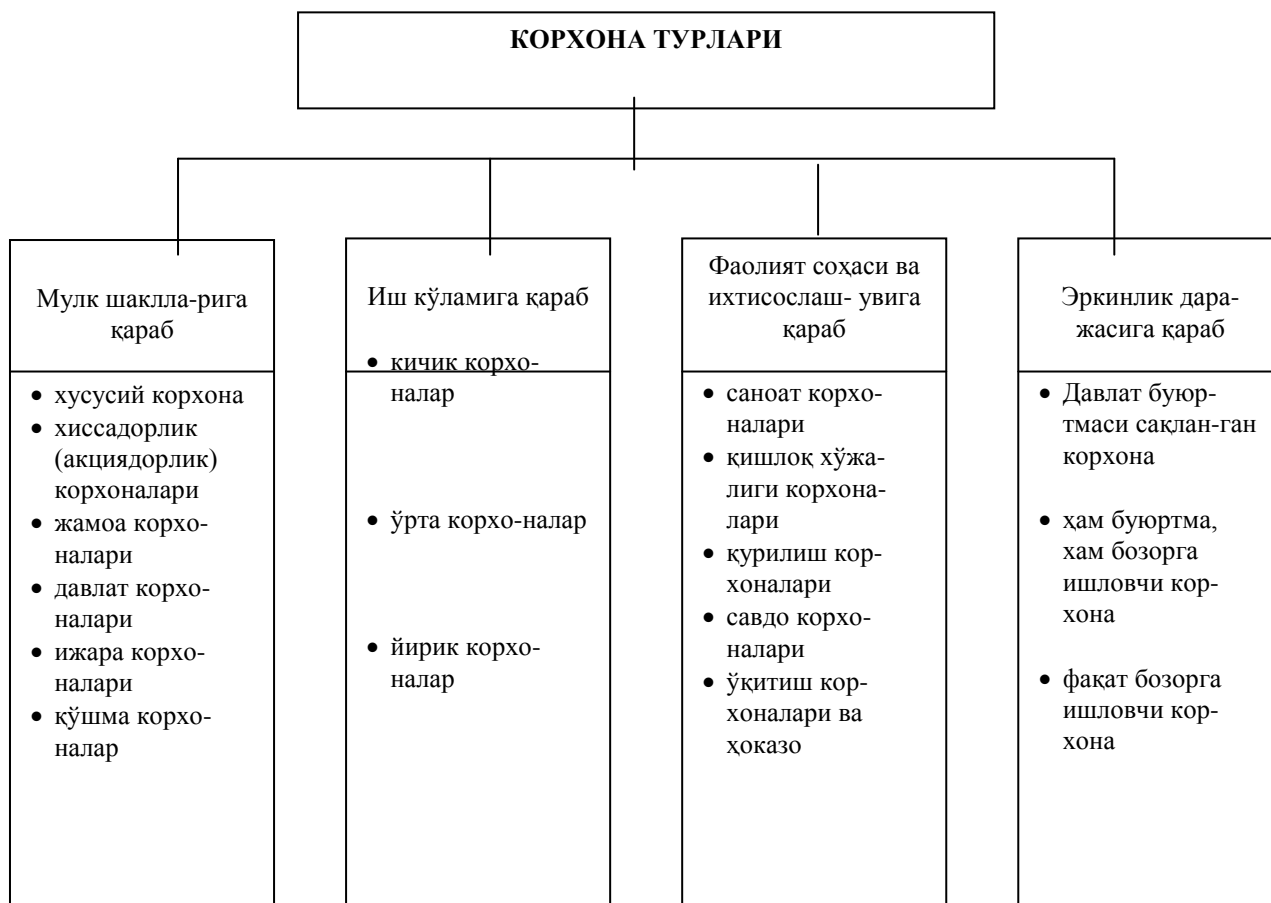 КОРХОНА ТУРЛАРИ
Мулк шаклла-рига
қараб
• хусусий корхона
• хиссадорлик
(акциядорлик)
корхоналари
• жамоа корхо-
налари
• давлат корхо-
налари
• ижара корхо-
налари
• қўшма корхо-
налар
Иш кўламига қараб
• кичик корхо-
налар
• ўрта корхо-налар
• йирик корхо-
налар
Фаолият соҳаси ва
ихтисослаш- увига
қараб
• саноат корхо-
налари
• қишлоқ хўжа-
лиги корхона-
лари
• қурилиш кор-
хоналари
• савдо корхо-
налари
• ўқитиш кор-
хоналари ва
ҳоказо
Эркинлик дара-
жасига қараб
• Давлат буюр-
тмаси сақлан-ган
корхона
• ҳам буюртма,
хам бозорга
ишловчи кор-
хона
• фақат бозорга
ишловчи кор-
хона